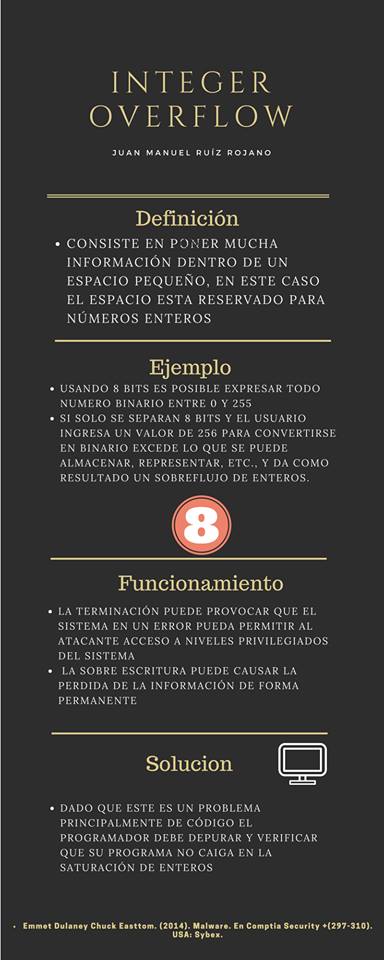 INTEGER
OVERFLOW
JUAN MANUEL RUÍZ ROJANO
Definición
• CONSISTE EN PONER MUCHA
INFORMACIÓN DENTRO DE UN
ESPACIO PEQUEÑO, EN ESTE CASO
EL ESPACIO ESTA RESERVADO PARA
NÚMEROS ENTEROS
Ejemplo
• USANDO 8 BITS ES POSIBLE EXPRESAR TODO
NUMERO BINARIO ENTRE 0 Y 255
• SI SOLO SE SEPARAN 8 BITS Y EL USUARIO
INGRESA UN VALOR DE 256 PARA CONVERTIRSE
EN BINARIO EXCEDE LO QUE SE PUEDE
ALMACENAR, REPRESENTAR, ETC., Y DA COMO
RESULTADO UN SOBREFLUJO DE ENTEROS.
8
Funcionamiento
• LA TERMINACIÓN PUEDE PROVOCAR QUE EL
SISTEMA EN UN ERROR PUEDA PERMITIR AL
ATACANTE ACCESO A NIVELES PRIVILEGIADOS
DEL SISTEMA
• LA SOBRE ESCRITURA PUEDE CAUSAR LA
PERDIDA DE LA INFORMACIÓN DE FORMA
PERMANENTE
Solucion
• DADO QUE ESTE ES UN PROBLEMA
PRINCIPALMENTE DE CÓDIGO EL
PROGRAMADOR DEBE DEPURAR Y VERIFICAR
QUE SU PROGRAMA NO CAIGA EN LA
SATURACIÓN DE ENTEROS
• Emmet Dulaney Chuck Easttom. (2014). Malware. En Comptia Security +(297-310).
USA: Sybex.